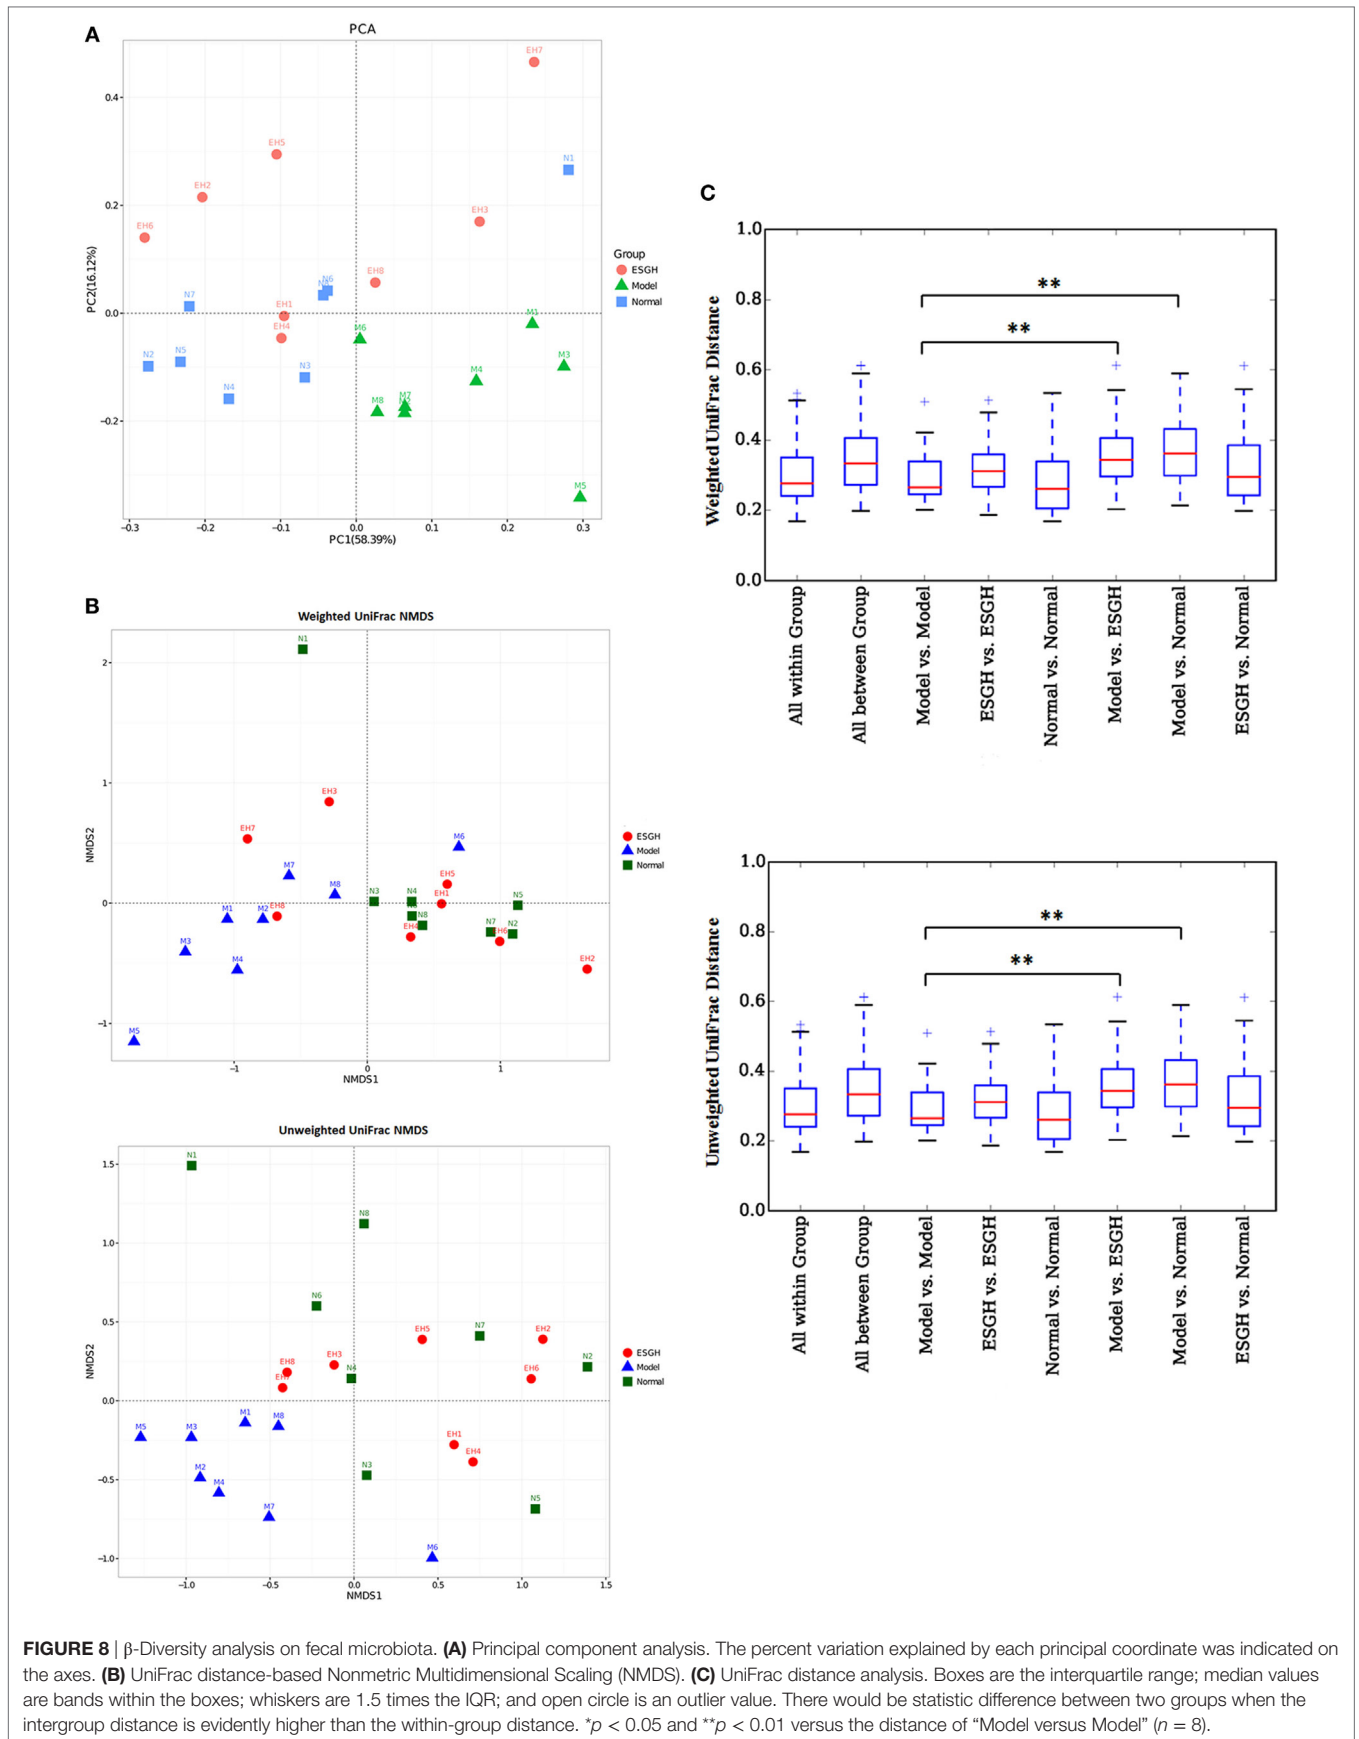 A
PCA
EH7
0.4
EH5
N1
EH2
0.2
EH3
EH6
EH8
N6
N7
EH1
0.0
EH4
M6
M1
N2
N5
N3
M4
M3
N4
M8
M7
−0.2
M5
−0.3
−0.2
−0.1
0.0
0.1
0.2
0.3
PC1(58.39%)
PC2(16.12%)
Group
ESGH
Model
Normal
B
Weighted UniFrac NMDS
N1
2
1
EH3
EH7
M6
M7
EH5
M8
N3
N4
EH1
N5
0
M1
M2
EH8
N8
N7
N2
EH4
EH6
M3
M4
EH2
−1
M5
−1
0
1
NMDS1
NMDS2
ESGH
Model
Normal
Unweighted UniFrac NMDS
1.5
N1
N8
1.0
N6
0.5
EH5
N7
EH2
EH8
EH3
N4
EH6
N2
0.0
M5
M3
M1
M8
EH1
EH4
M2
M4
N3
−0.5
M7
N5
M6
−1.0
−1.0
−0.5
0.0
0.5
1.0
1.5
NMDS1
NMDS2
ESGH
Model
Normal
C
1.0
0.8
0.6
0.4
0.2
0.0
Weighted UniFrac Distance
**
**
All within Group
All between Group
Model vs. Model
ESGH vs. ESGH
Normal vs. Normal
Model vs. ESGH
Model vs. Normal
ESGH vs. Normal
1.0
0.8
0.6
0.4
0.2
0.0
Unweighted UniFrac Distance
**
**
All within Group
All between Group
Model vs. Model
ESGH vs. ESGH
Normal vs. Normal
Model vs. ESGH
Model vs. Normal
ESGH vs. Normal
FIGURE 8 | β-Diversity analysis on fecal microbiota. (A) Principal component analysis. The percent variation explained by each principal coordinate was indicated on
the axes. (B) UniFrac distance-based Nonmetric Multidimensional Scaling (NMDS). (C) UniFrac distance analysis. Boxes are the interquartile range; median values
are bands within the boxes; whiskers are 1.5 times the IQR; and open circle is an outlier value. There would be statistic difference between two groups when the
intergroup distance is evidently higher than the within-group distance. *p < 0.05 and **p < 0.01 versus the distance of “Model versus Model” (n = 8).